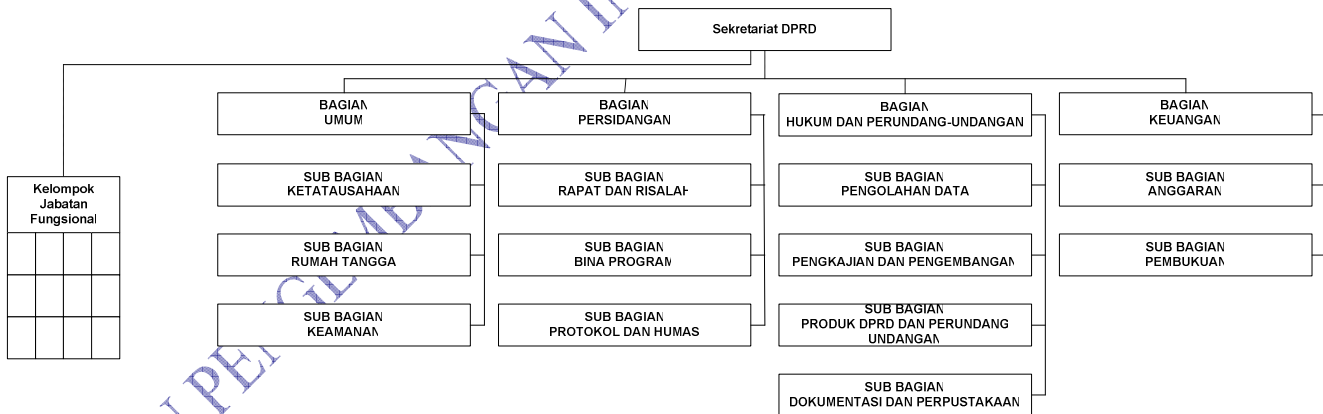 Sekretariat DPRD
BAGIAN
UMUM
BAGIAN
PERSIDANGAN
BAGIAN
HUKUM DAN PERUNDANG-UNDANGAN
BAGIAN
KEUANGAN
Kelompok
Jabatan
Fungsional
SUB BAGIAN
KETATAUSAHAAN
SUB BAGIAN
RAPAT DAN RISALAH
SUB BAGIAN
PENGOLAHAN DATA
SUB BAGIAN
ANGGARAN
SUB BAGIAN
RUMAH TANGGA
SUB BAGIAN
BINA PROGRAM
SUB BAGIAN
PENGKAJIAN DAN PENGEMBANGAN
SUB BAGIAN
PEMBUKUAN
SUB BAGIAN
KEAMANAN
SUB BAGIAN
PROTOKOL DAN HUMAS
SUB BAGIAN
PRODUK DPRD DAN PERUNDANG
UNDANGAN
SUB BAGIAN
DOKUMENTASI DAN PERPUSTAKAAN
PENGEMBANGAN